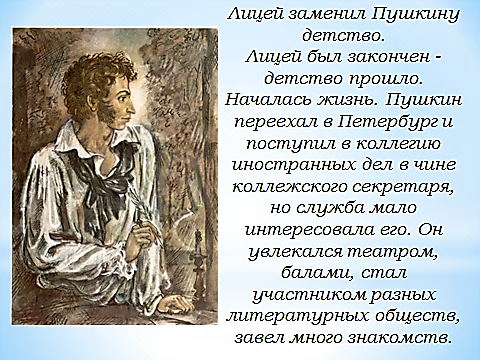 Лицей заменил Пушкину
детство.
Лицей был закончен -
детство прошло.
Началась жизнь. Пушкин
переехал в Петербург и
поступил в коллегию
иностранных дел в чине
коллежского секретаря,
но служба мало
интересовала его. Он
увлекался театром,
балами, стал
участником разных
литературных обществ,
завел много знакомств.